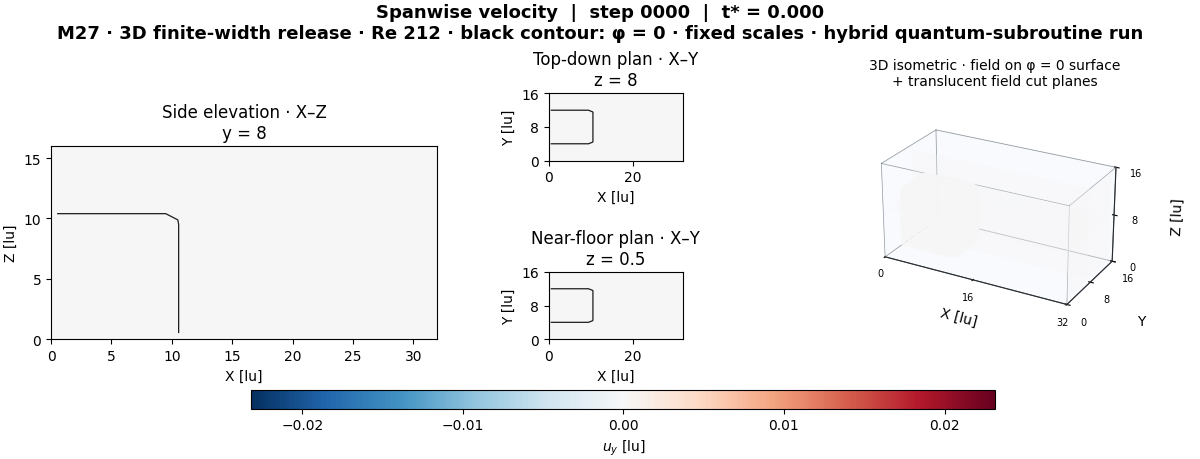 Spanwise velocity | step 0000 | t* = 0.000
M27 · 3D finite-width release · Re 212 · black contour: φ = 0 · fixed scales · hybrid quantum-subroutine run
Side elevation · X–Z
y = 8
15
10
5
0
Z [lu]
0 5 10 15 20 25 30
X [lu]
Top-down plan · X–Y
z = 8
16
8
0
Y [lu]
0 20
X [lu]
Near-floor plan · X–Y
z = 0.5
16
8
0
Y [lu]
0 20
X [lu]
3D isometric · field on φ = 0 surface
+ translucent field cut planes
16
8
0
Z [lu]
0
16
32
X [lu]
0
8
16
Y
−0.02 −0.01 0.00 0.01 0.02
u_y [lu]